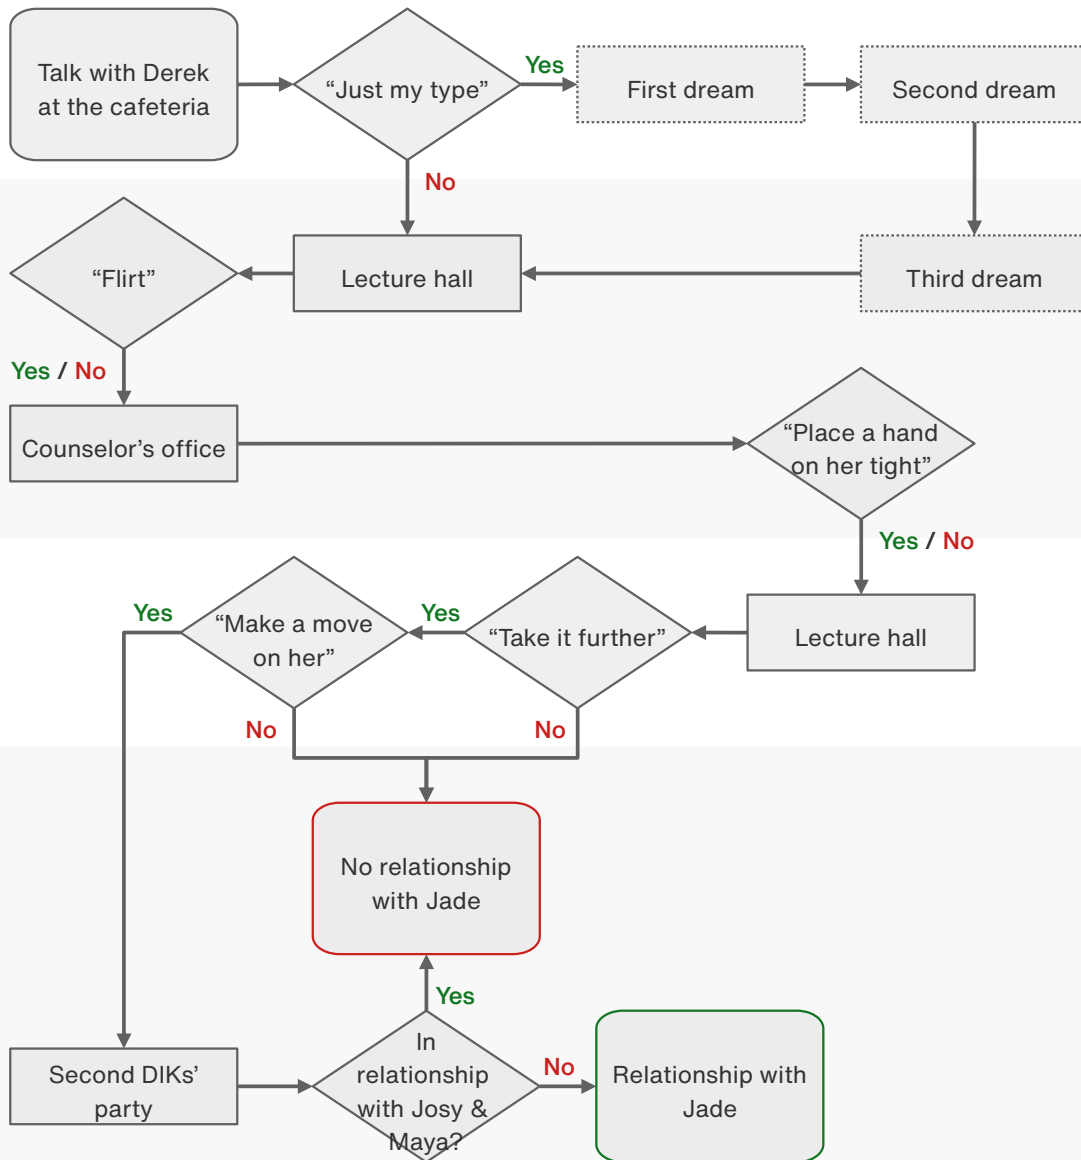 Talk with Derek
at the cafeteria
“Just my type”
Yes
First dream
Second dream
No
“Flirt”
Lecture hall
Third dream
Yes / No
Counselor’s office
“Place a hand
on her tight”
Yes / No
Yes
“Make a move
on her”
Yes
“Take it further”
Lecture hall
No
No
No relationship
with Jade
Yes
Second DIKs’
party
In
relationship
with Josy &
Maya?
No
Relationship with
Jade